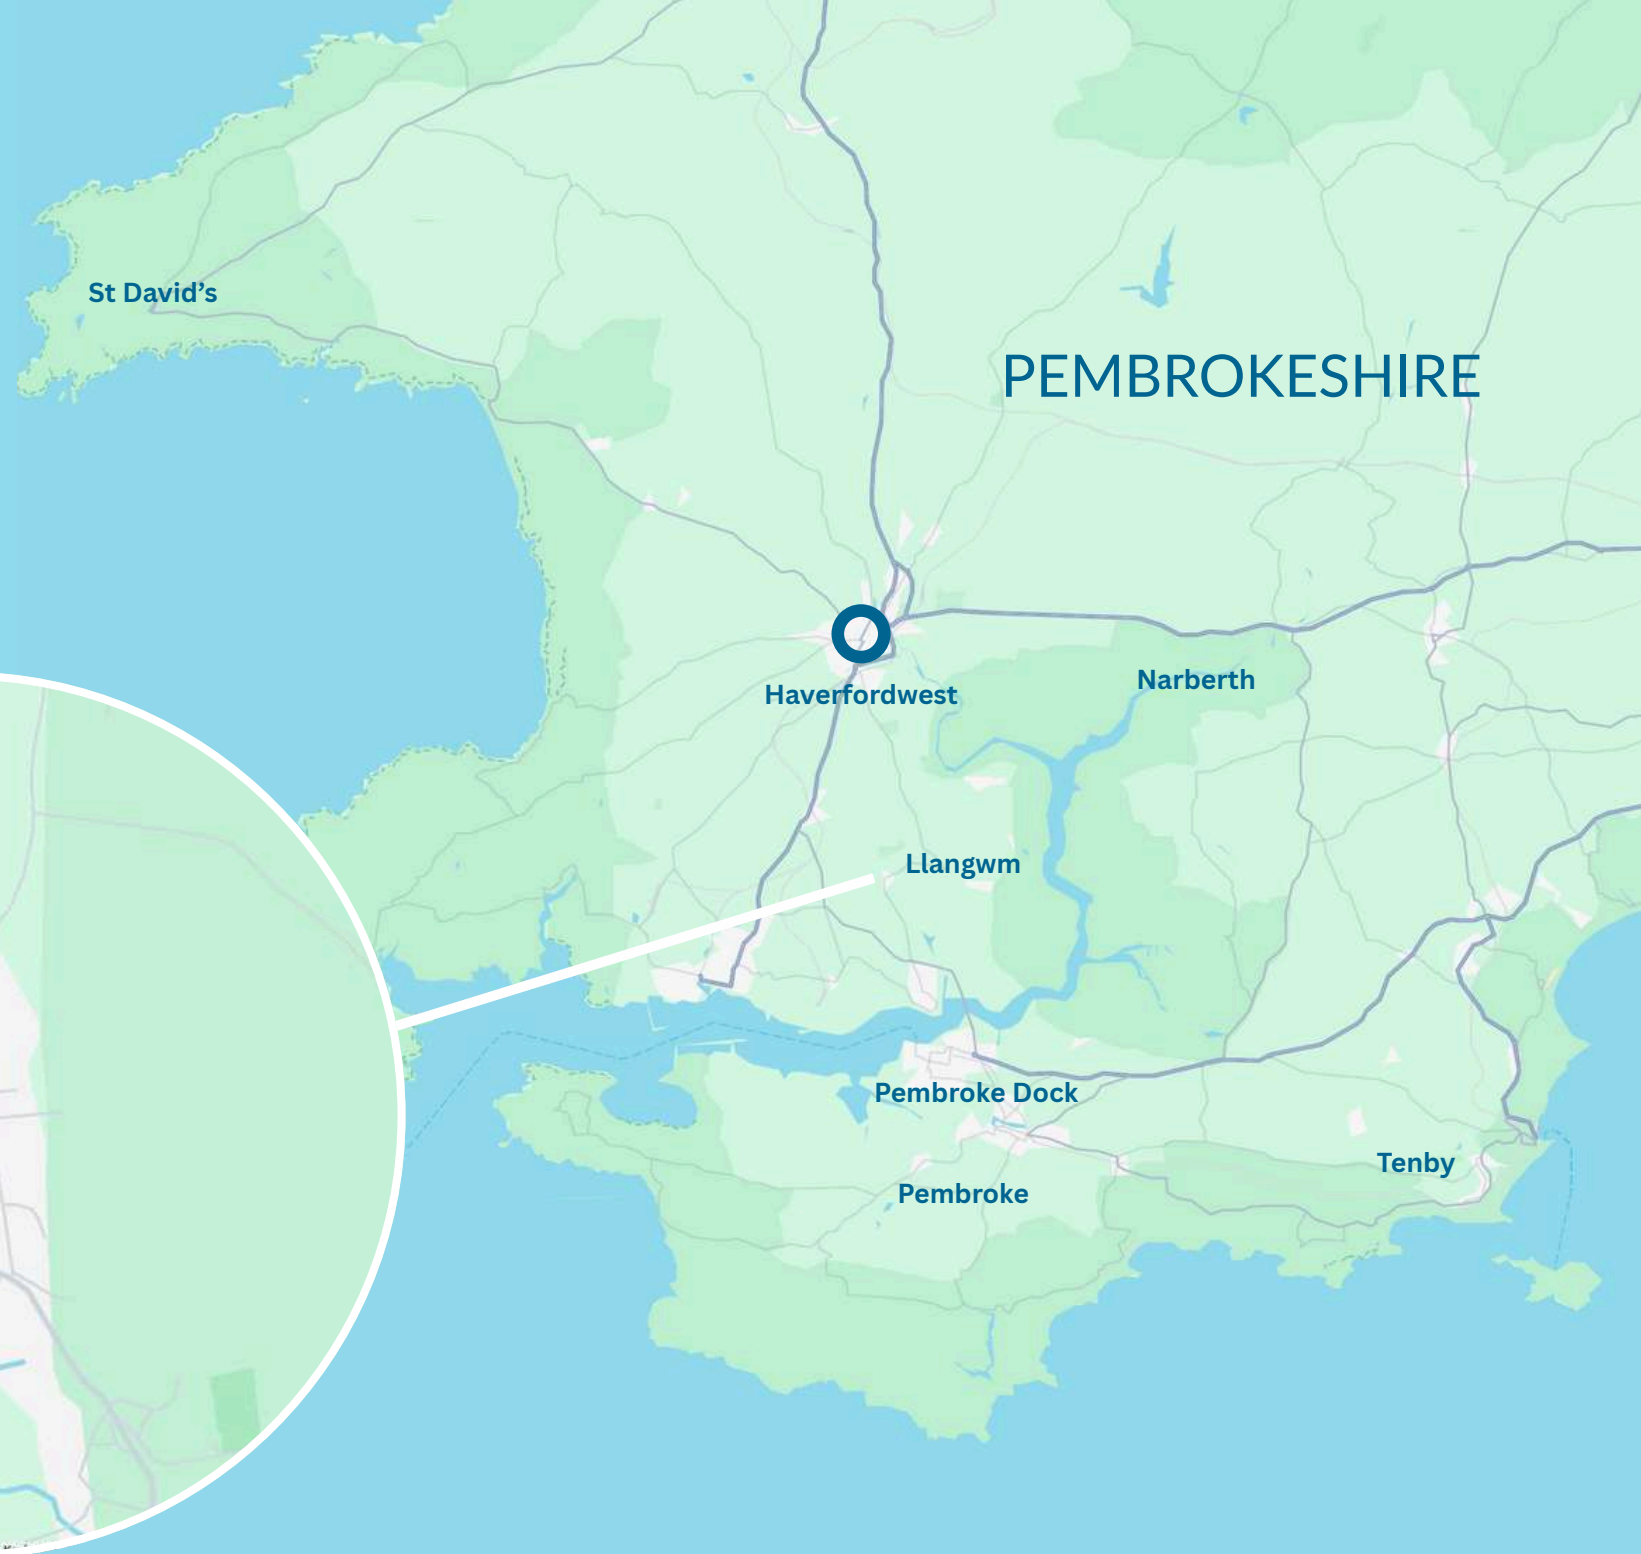 St David’s
PEMBROKESHIRE
Narberth
Haverfordwest
Llangwm
Pembroke Dock
Tenby
Pembroke